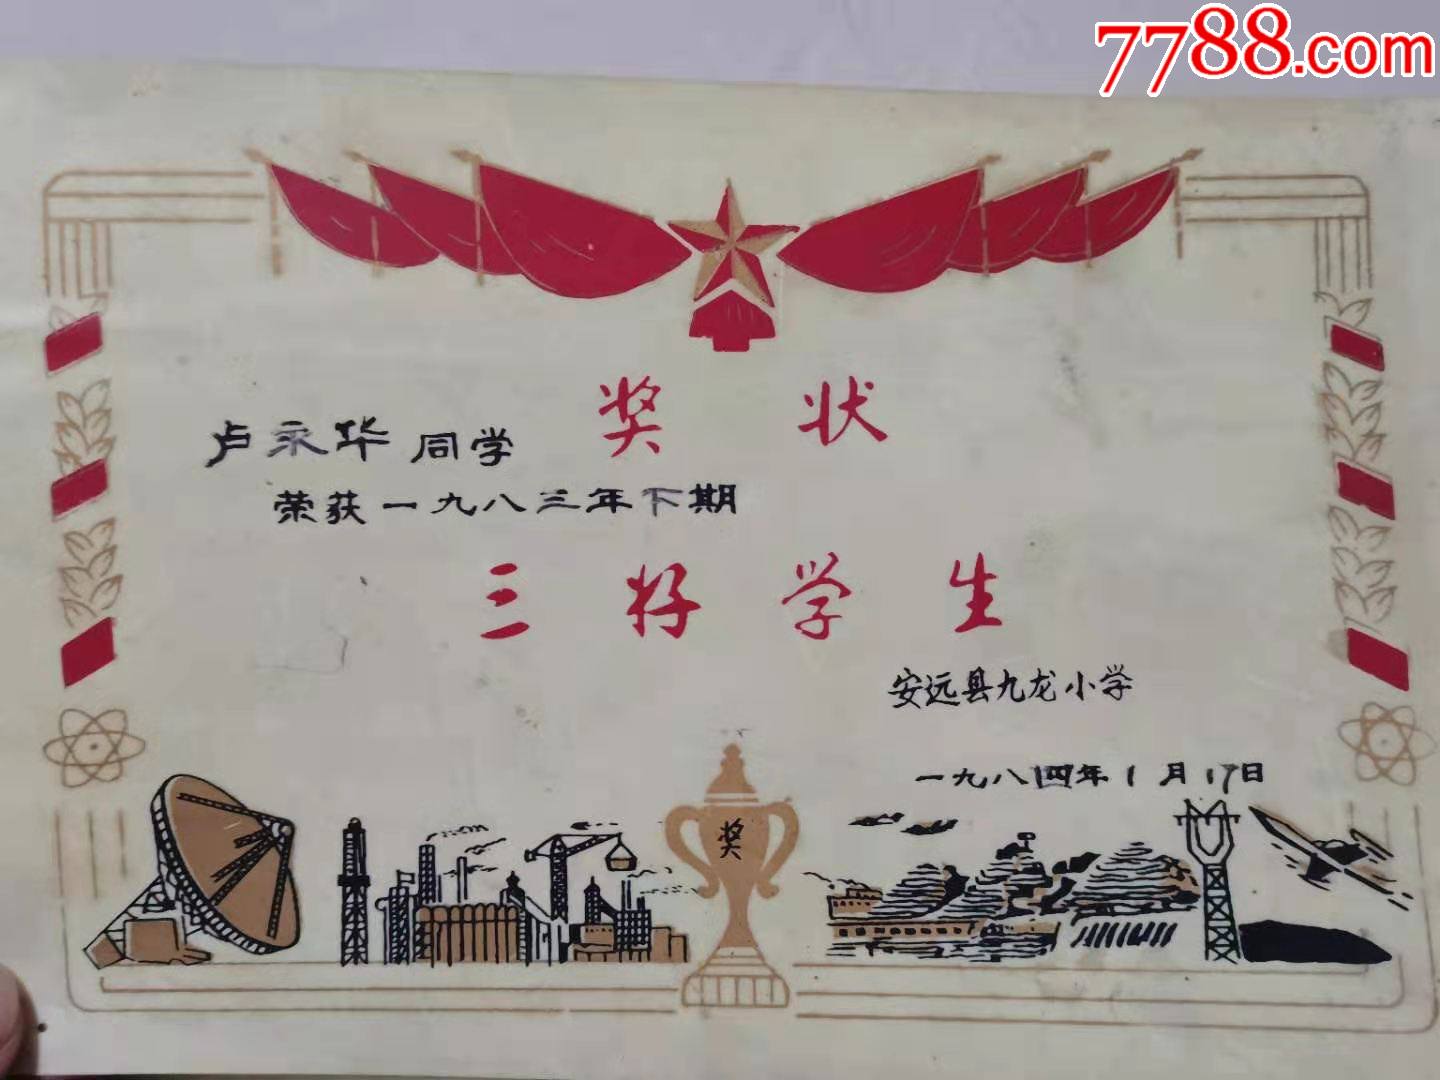 7788.com
奖状
卢永华同学
荣获一九八三年下期
三好学生
安远县九龙小学
一九八四年1月17日
奖